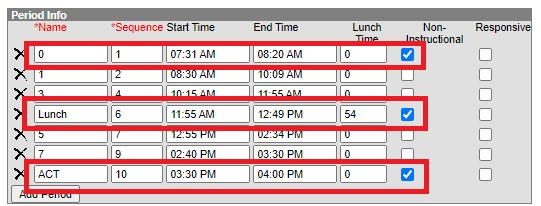 Period Info
*Name *Sequence Start Time End Time Lunch Time Non-Instructional Responsive
X 0 1 07:31 AM 08:20 AM 0
X 1 2 08:30 AM 10:09 AM 0
X 3 4 10:15 AM 11:55 AM 0
X Lunch 6 11:55 AM 12:49 PM 54
X 5 7 12:55 PM 02:34 PM 0
X 7 9 02:40 PM 03:30 PM 0
X ACT 10 03:30 PM 04:00 PM 0
Add Period